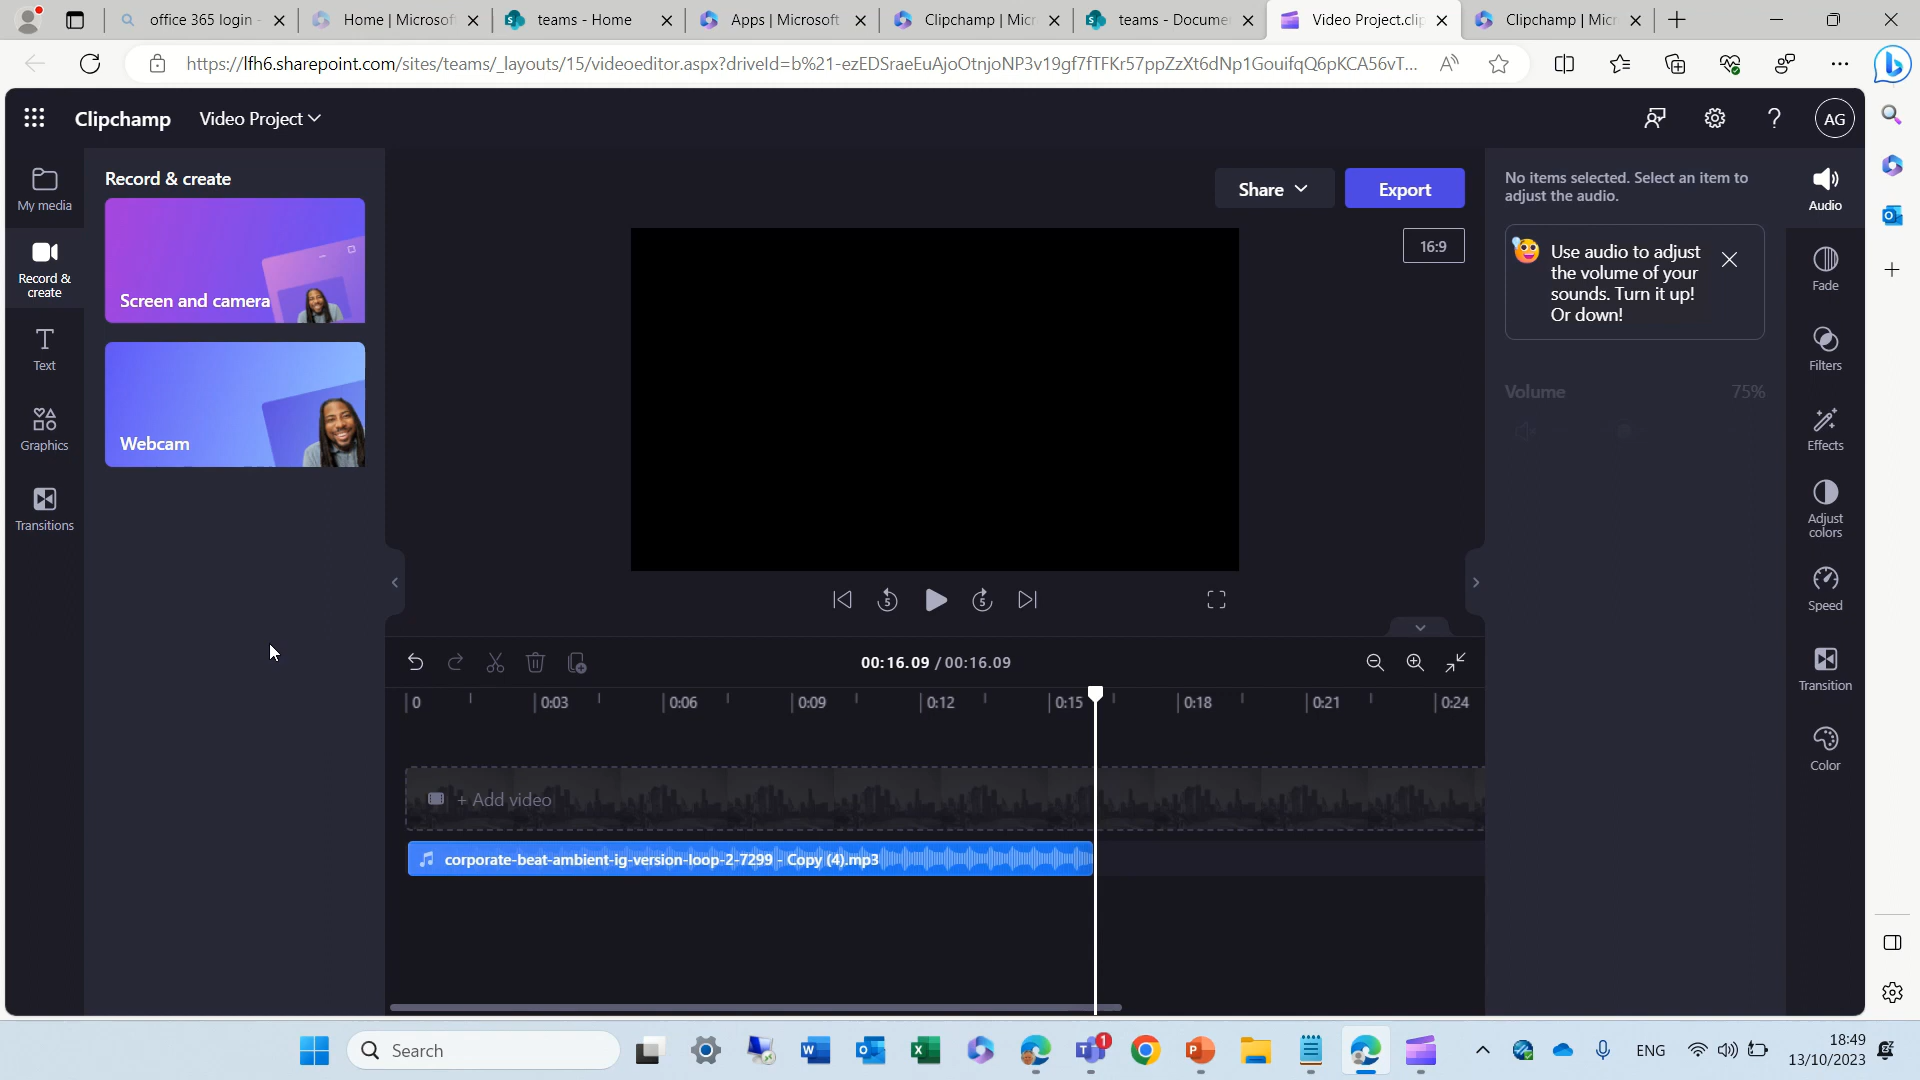 office 365 login -
Home | Microsof
teams - Home
Apps | Microsoft
Clipchamp | Mic
teams - Docume
Video Project.clip
Clipchamp | Mic
https://lfh6.sharepoint.com/sites/teams/_layouts/15/videoeditor.aspx?driveId=b%21-ezEDSraeEuAjoOtnjoNP3v19gf7fTFKr57ppZzXt6dNp1GouifqQ6pKCA56vT...
Clipchamp
Video Project
AG
My media
Record &
create
Text
Graphics
Transitions
Record & create
Screen and camera
Webcam
Share
Export
16:9
No items selected. Select an item to
adjust the audio.
Use audio to adjust
the volume of your
sounds. Turn it up!
Or down!
Volume
75%
Audio
Fade
Filters
Effects
Adjust
colors
Speed
Transition
Color
5
5
00:16.09 / 00:16.09
0
0:03
0:06
0:09
0:12
0:15
0:18
0:21
0:24
+ Add video
corporate-beat-ambient-ig-version-loop-2-7299 - Copy (4).mp3
Search
1
ENG
18:49
13/10/2023